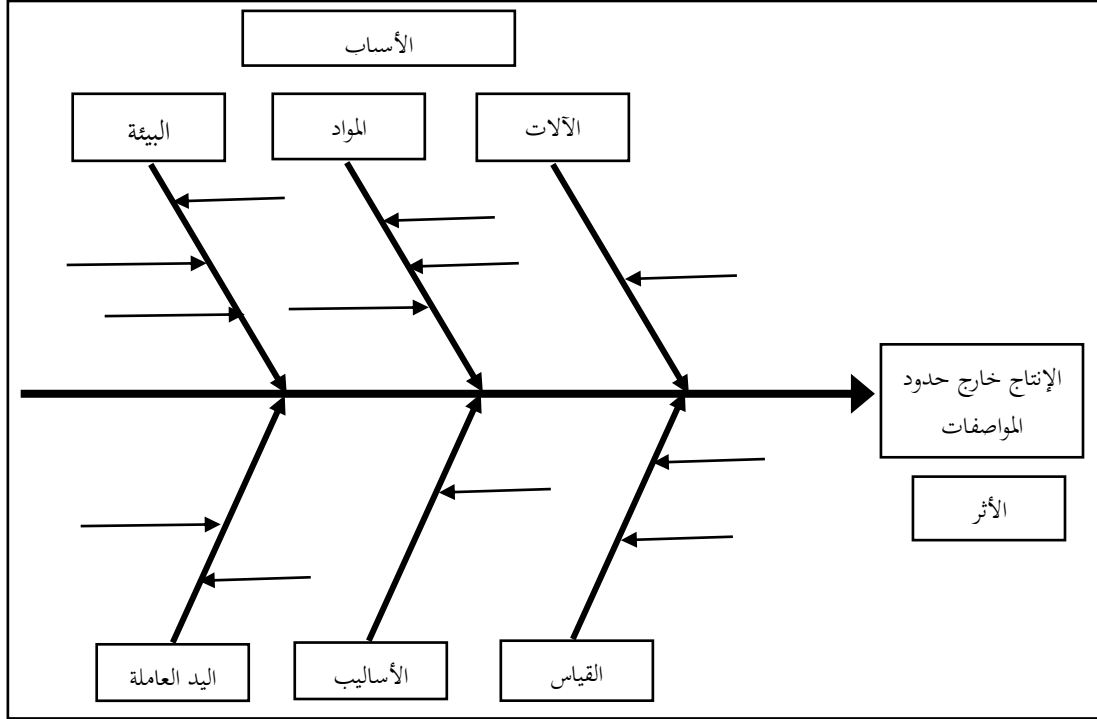 الأسباب
الآلات
المواد
البيئة
الإنتاج خارج حدود
المواصفات
الأثر
القياس
الأساليب
اليد العاملة